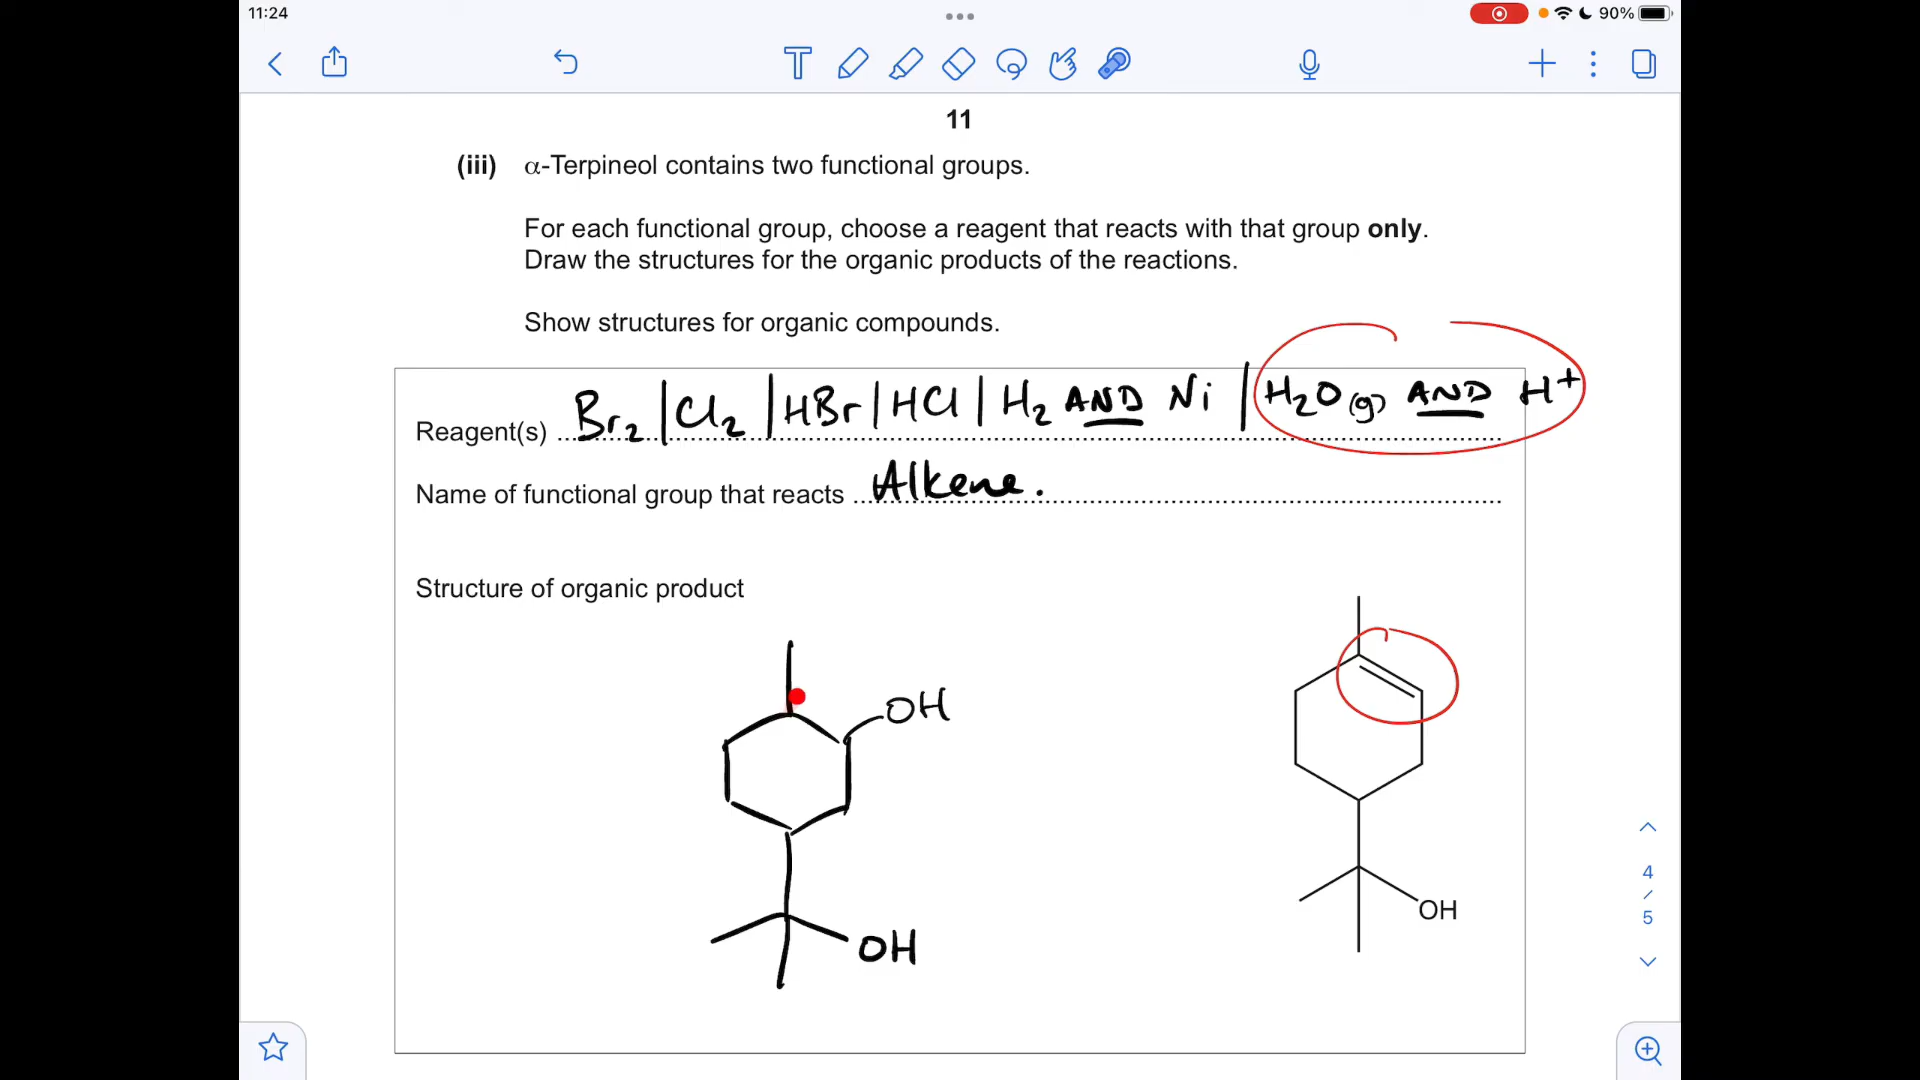 11:24
90%
11
(iii) α-Terpineol contains two functional groups.
For each functional group, choose a reagent that reacts with that group only.
Draw the structures for the organic products of the reactions.
Show structures for organic compounds.
Reagent(s) Br2 | Cl2 | HBr | HCl | H2 AND Ni | H2O(g) AND H+
Name of functional group that reacts Alkene.
Structure of organic product
OH
OH
OH
4
/
5